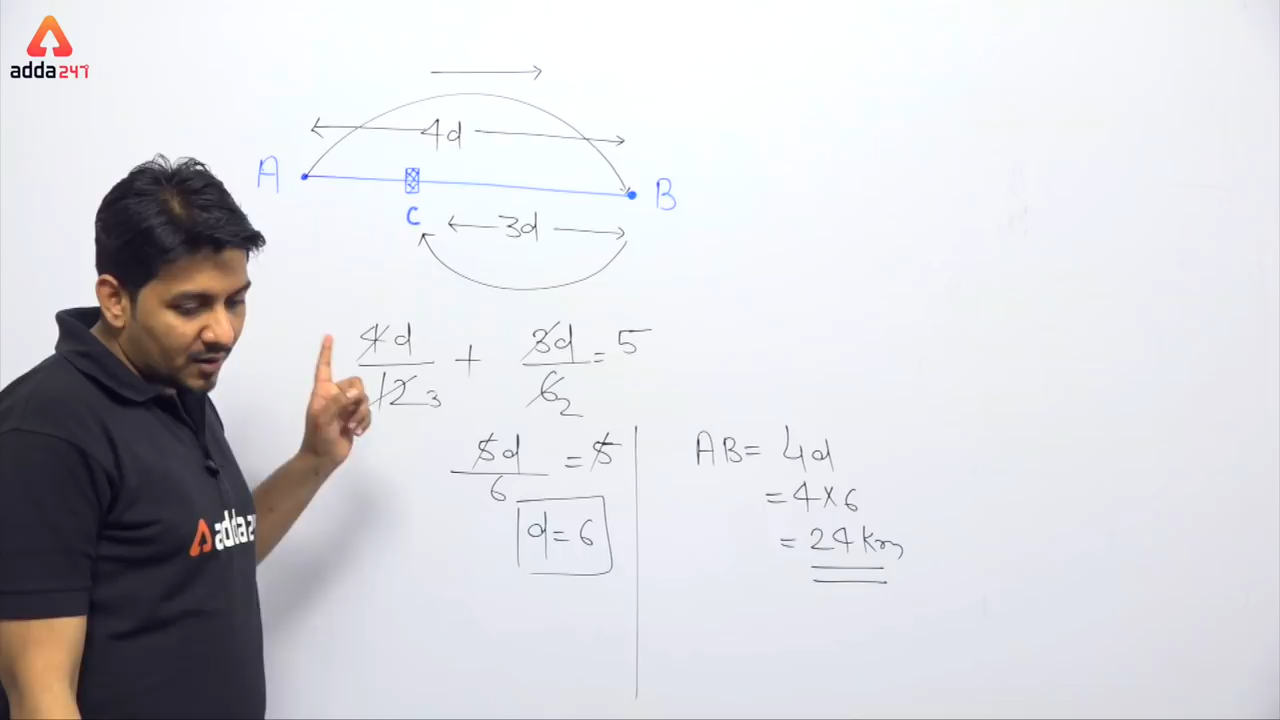 adda247
4d
A
B
C
3d
4d/12 3 + 3d/6 2 = 5
5d/6 = 5
d = 6
AB = 4d
= 4 × 6
= 24 Km
adda24